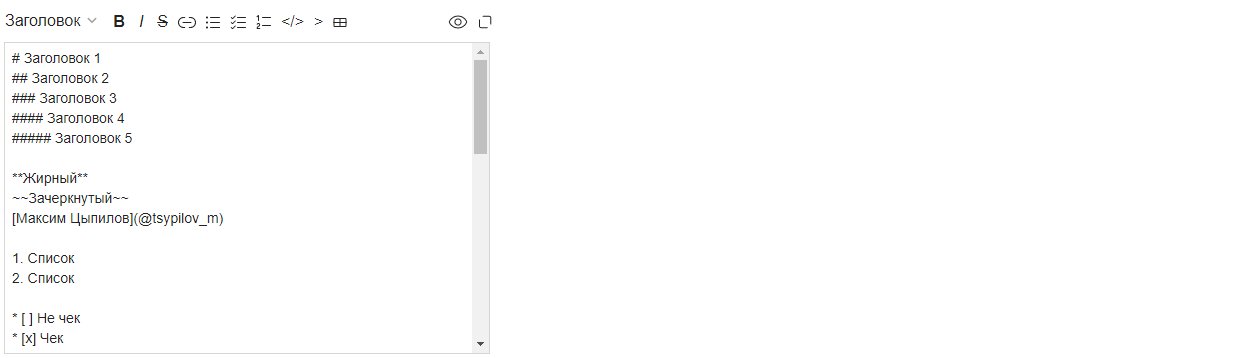 Заголовок B I S </> >
# Заголовок 1
## Заголовок 2
### Заголовок 3
#### Заголовок 4
##### Заголовок 5
**Жирный**
~~Зачеркнутый~~
[Максим Цыпилов](@tsypilov_m)
1. Список
2. Список
* [ ] Не чек
* [x] Чек